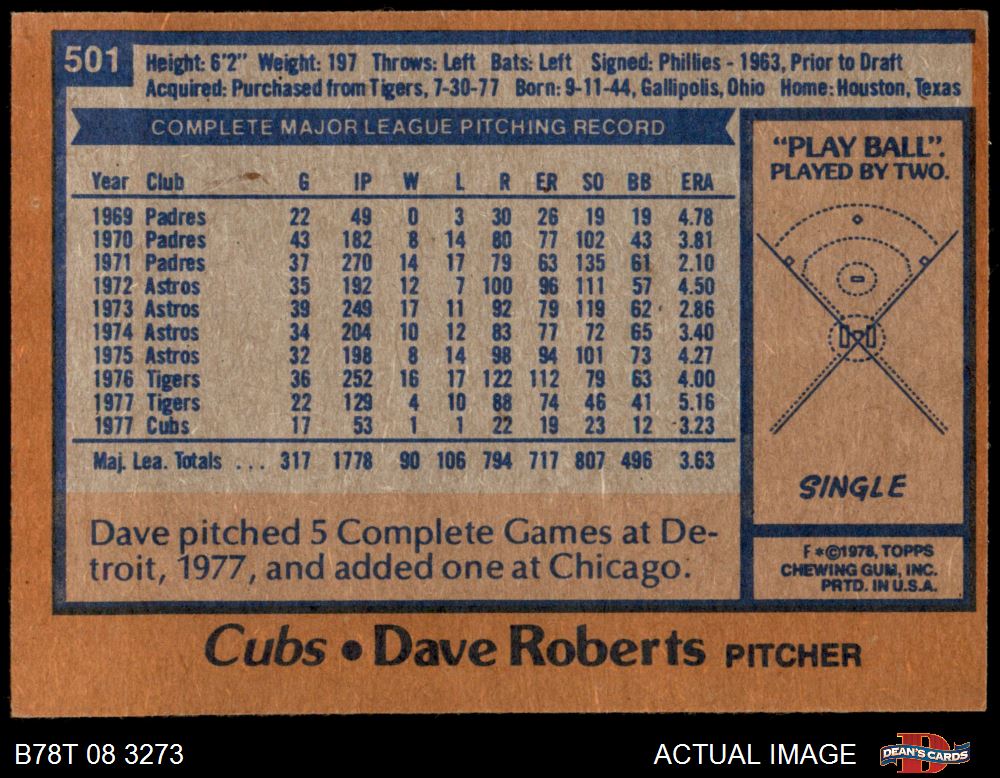 501
Height: 6'2" Weight: 197 Throws: Left Bats: Left Signed: Phillies - 1963, Prior to Draft
Acquired: Purchased from Tigers, 7-30-77 Born: 9-11-44, Gallipolis, Ohio Home: Houston, Texas
COMPLETE MAJOR LEAGUE PITCHING RECORD
Year Club G IP W L R ER SO BB ERA
1969 Padres 22 49 0 3 30 26 19 19 4.78
1970 Padres 43 182 8 14 80 77 102 43 3.81
1971 Padres 37 270 14 17 79 63 135 61 2.10
1972 Astros 35 192 12 7 100 96 111 57 4.50
1973 Astros 39 249 17 11 92 79 119 62 2.86
1974 Astros 34 204 10 12 83 77 72 65 3.40
1975 Astros 32 198 8 14 98 94 101 73 4.27
1976 Tigers 36 252 16 17 122 112 79 63 4.00
1977 Tigers 22 129 4 10 88 74 46 41 5.16
1977 Cubs 17 53 1 1 22 19 23 12 3.23
Maj. Lea. Totals ... 317 1778 90 106 794 717 807 496 3.63
Dave pitched 5 Complete Games at De-
troit, 1977, and added one at Chicago.
"PLAY BALL".
PLAYED BY TWO.
SINGLE
F*©1978, TOPPS
CHEWING GUM, INC.
PRTD. IN U.S.A.
Cubs • Dave Roberts PITCHER
B78T 08 3273
ACTUAL IMAGE
DEAN'S CARDS